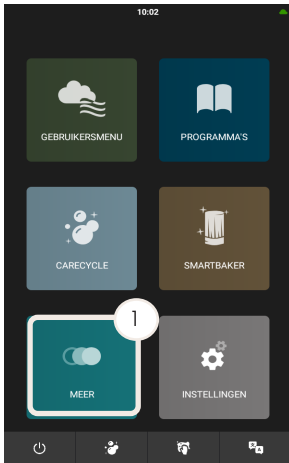 10:02
GEBRUIKERSMENU
PROGRAMMA'S
CARECYCLE
SMARTBAKER
1
MEER
INSTELLINGEN